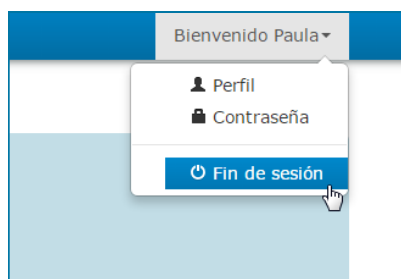 Bienvenido Paula
Perfil
Contraseña
Fin de sesión